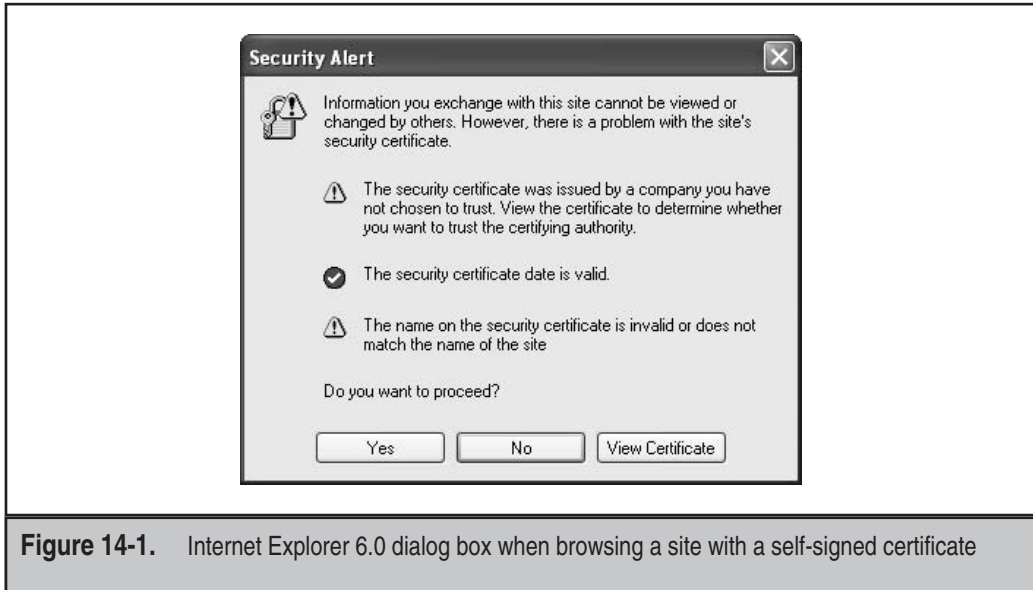 Security Alert
Information you exchange with this site cannot be viewed or
changed by others. However, there is a problem with the site's
security certificate.
The security certificate was issued by a company you have
not chosen to trust. View the certificate to determine whether
you want to trust the certifying authority.
The security certificate date is valid.
The name on the security certificate is invalid or does not
match the name of the site
Do you want to proceed?
Yes
No
View Certificate
Figure 14-1. Internet Explorer 6.0 dialog box when browsing a site with a self-signed certificate